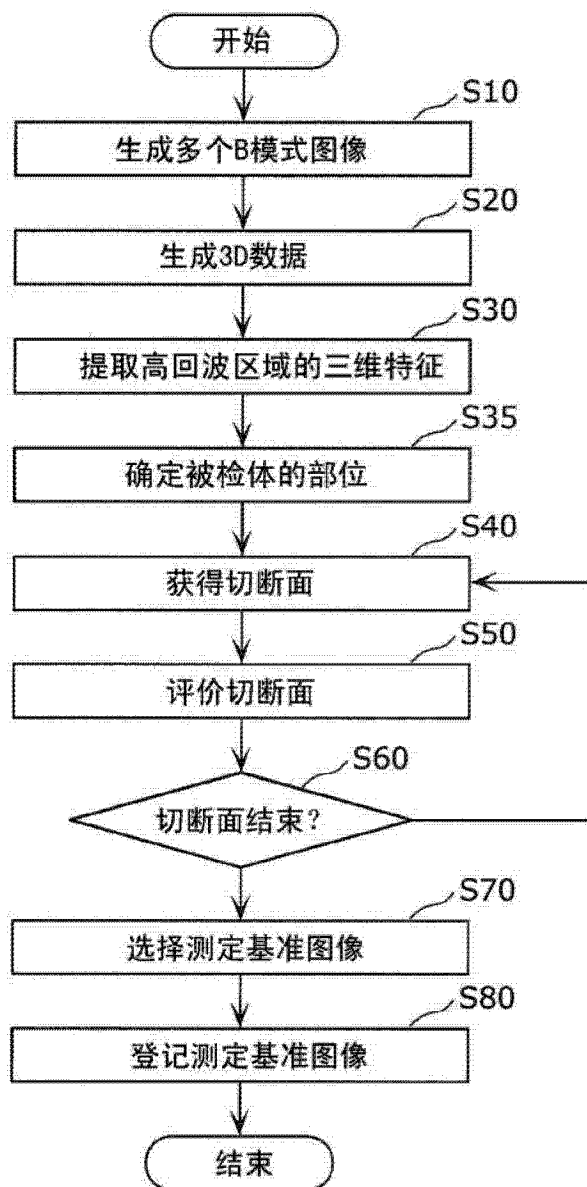 开始
S10
生成多个B模式图像
S20
生成3D数据
S30
提取高回波区域的三维特征
S35
确定被检体的部位
S40
获得切断面
S50
评价切断面
S60
切断面结束?
S70
选择测定基准图像
S80
登记测定基准图像
结束